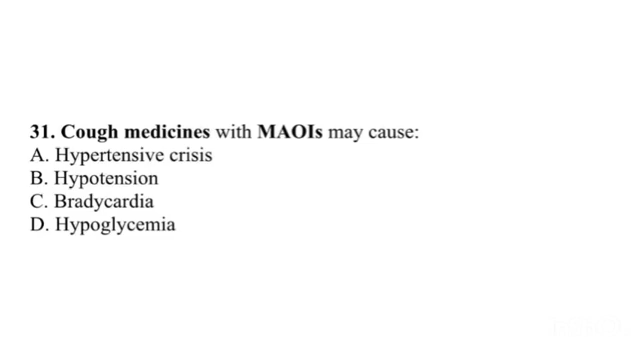 31. Cough medicines with MAOIs may cause:
A. Hypertensive crisis
B. Hypotension
C. Bradycardia
D. Hypoglycemia